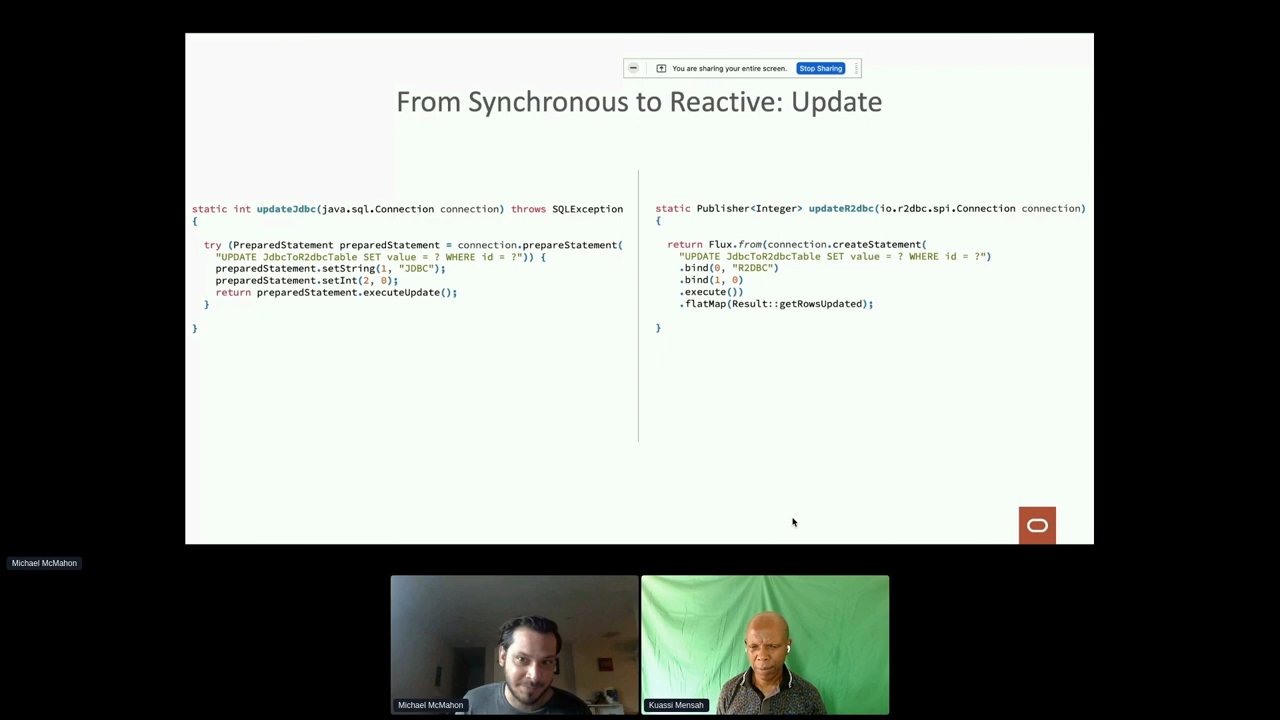 You are sharing your entire screen. Stop Sharing
From Synchronous to Reactive: Update
static int updateJdbc(java.sql.Connection connection) throws SQLException
{
try (PreparedStatement preparedStatement = connection.prepareStatement(
"UPDATE JdbcToR2dbcTable SET value = ? WHERE id = ?")) {
preparedStatement.setString(1, "JDBC");
preparedStatement.setInt(2, 0);
return preparedStatement.executeUpdate();
}
}
static Publisher<Integer> updateR2dbc(io.r2dbc.spi.Connection connection)
{
return Flux.from(connection.createStatement(
"UPDATE JdbcToR2dbcTable SET value = ? WHERE id = ?")
.bind(0, "R2DBC")
.bind(1, 0)
.execute())
.flatMap(Result::getRowsUpdated);
}
Michael McMahon
Michael McMahon
Kuassi Mensah